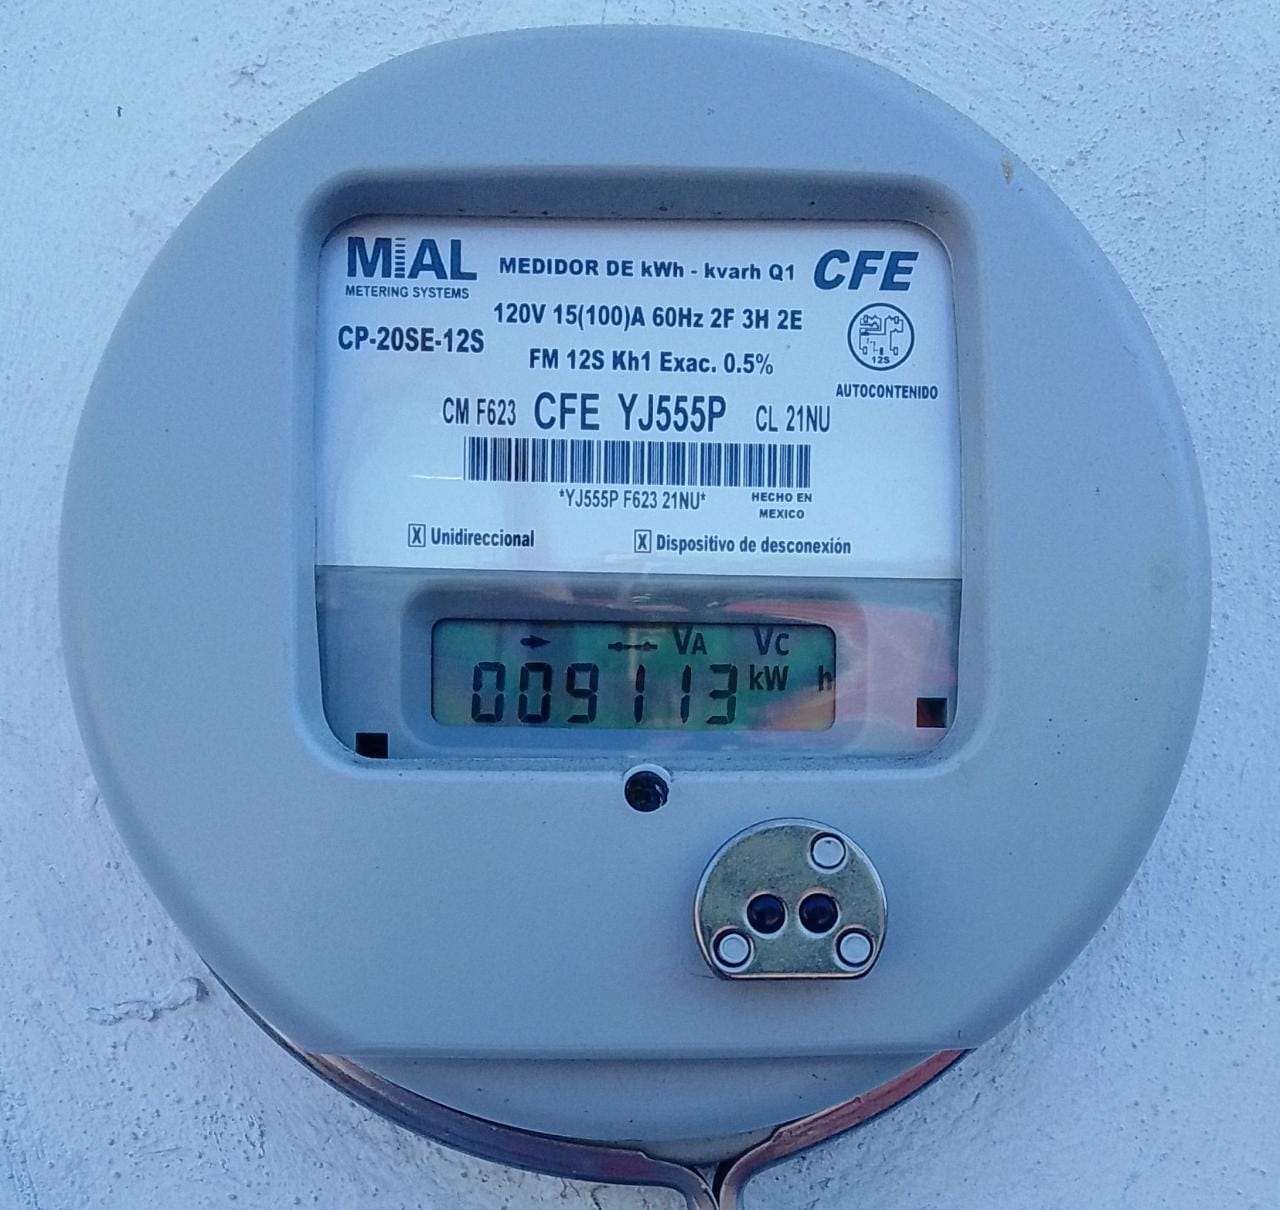 MIAL
METERING SYSTEMS
MEDIDOR DE kWh - kvarh Q1
CFE
120V 15(100)A 60Hz 2F 3H 2E
CP-20SE-12S
FM 12S Kh1 Exac. 0.5%
12S
AUTOCONTENIDO
CM F623 CFE YJ555P CL 21NU
*YJ555P F623 21NU*
HECHO EN
MEXICO
X Unidireccional
X Dispositivo de desconexión
VA VC
009113 kW h